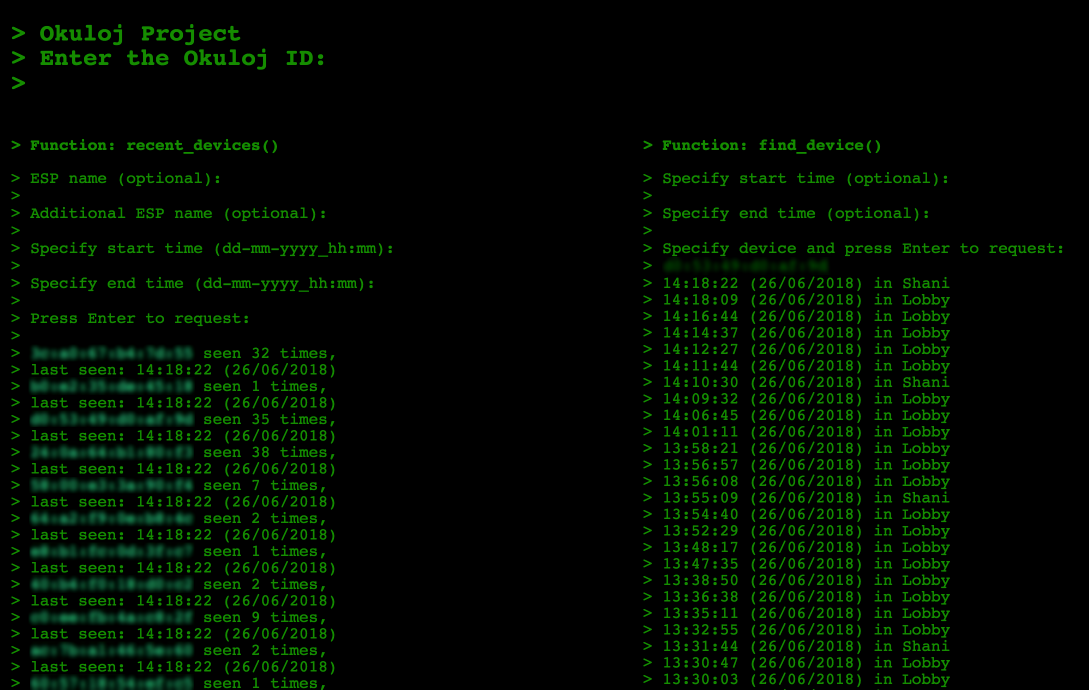 > Okuloj Project
> Enter the Okuloj ID:
>
> Function: recent_devices()
> ESP name (optional):
>
> Additional ESP name (optional):
>
> Specify start time (dd-mm-yyyy_hh:mm):
>
> Specify end time (dd-mm-yyyy_hh:mm):
>
> Press Enter to request:
>
> seen 32 times,
> last seen: 14:18:22 (26/06/2018)
> seen 1 times,
> last seen: 14:18:22 (26/06/2018)
> seen 35 times,
> last seen: 14:18:22 (26/06/2018)
> seen 38 times,
> last seen: 14:18:22 (26/06/2018)
> seen 7 times,
> last seen: 14:18:22 (26/06/2018)
> seen 2 times,
> last seen: 14:18:22 (26/06/2018)
> seen 1 times,
> last seen: 14:18:22 (26/06/2018)
> seen 2 times,
> last seen: 14:18:22 (26/06/2018)
> seen 9 times,
> last seen: 14:18:22 (26/06/2018)
> seen 2 times,
> last seen: 14:18:22 (26/06/2018)
> seen 1 times,
> Function: find_device()
> Specify start time (optional):
>
> Specify end time (optional):
>
> Specify device and press Enter to request:
>
> 14:18:22 (26/06/2018) in Shani
> 14:18:09 (26/06/2018) in Lobby
> 14:16:44 (26/06/2018) in Lobby
> 14:14:37 (26/06/2018) in Lobby
> 14:12:27 (26/06/2018) in Lobby
> 14:11:44 (26/06/2018) in Lobby
> 14:10:30 (26/06/2018) in Shani
> 14:09:32 (26/06/2018) in Lobby
> 14:06:45 (26/06/2018) in Lobby
> 14:01:11 (26/06/2018) in Lobby
> 13:58:21 (26/06/2018) in Lobby
> 13:56:57 (26/06/2018) in Lobby
> 13:56:08 (26/06/2018) in Lobby
> 13:55:09 (26/06/2018) in Shani
> 13:54:40 (26/06/2018) in Lobby
> 13:52:29 (26/06/2018) in Lobby
> 13:48:17 (26/06/2018) in Lobby
> 13:47:35 (26/06/2018) in Lobby
> 13:38:50 (26/06/2018) in Lobby
> 13:36:38 (26/06/2018) in Lobby
> 13:35:11 (26/06/2018) in Lobby
> 13:32:55 (26/06/2018) in Lobby
> 13:31:44 (26/06/2018) in Shani
> 13:30:47 (26/06/2018) in Lobby
> 13:30:03 (26/06/2018) in Lobby